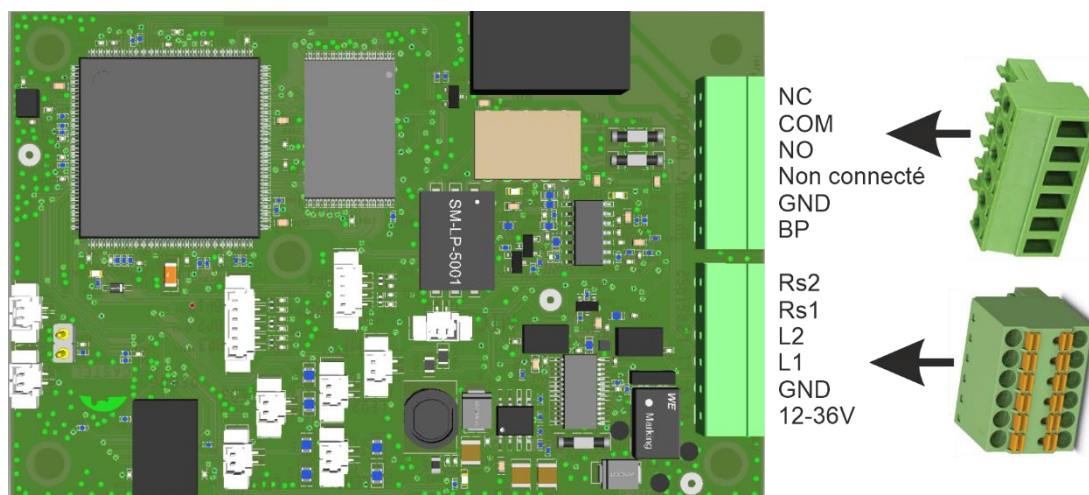 SM-LP-5001
WE
Marking
NC
COM
NO
Non connecté
GND
BP
Rs2
Rs1
L2
L1
GND
12-36V